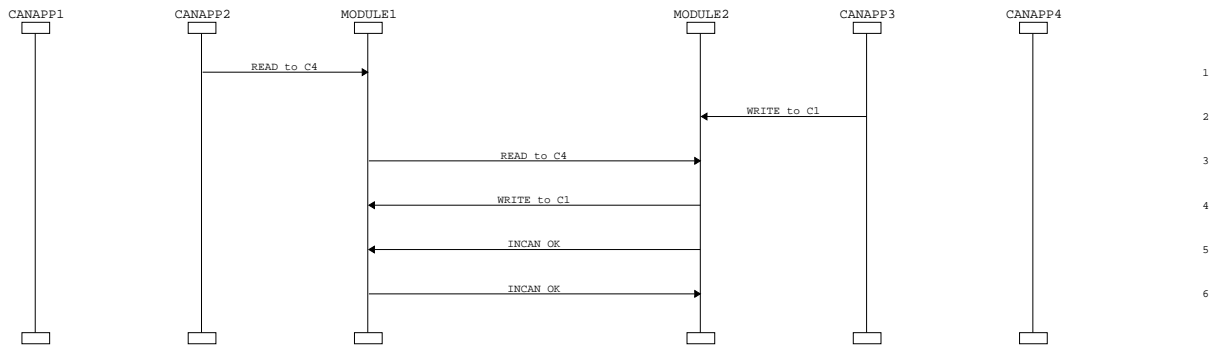 CANAPP1 CANAPP2 MODULE1 MODULE2 CANAPP3 CANAPP4
READ to C4 1
WRITE to C1 2
READ to C4 3
WRITE to C1 4
INCAN OK 5
INCAN OK 6